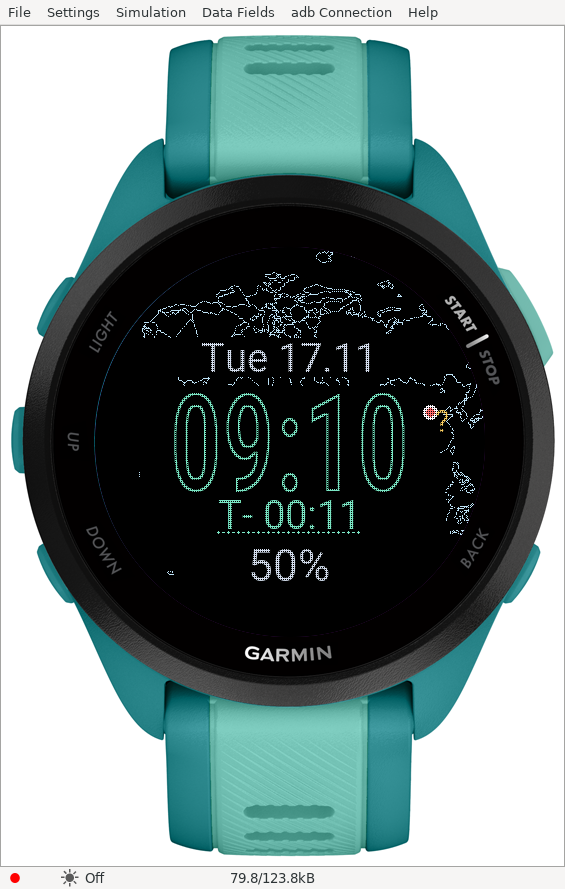 File Settings Simulation Data Fields adb Connection Help
LIGHT
START
STOP
Tue 17.11
UP
09:10
?
T- 00:11
DOWN
BACK
50%
GARMIN
Off 79.8/123.8kB